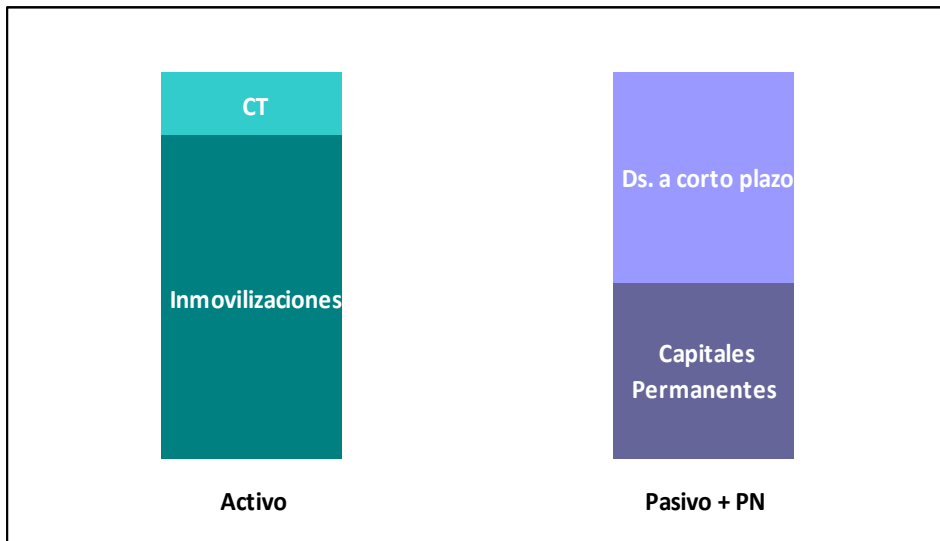 CT
Inmovilizaciones
Activo
Ds. a corto plazo
Capitales
Permanentes
Pasivo + PN